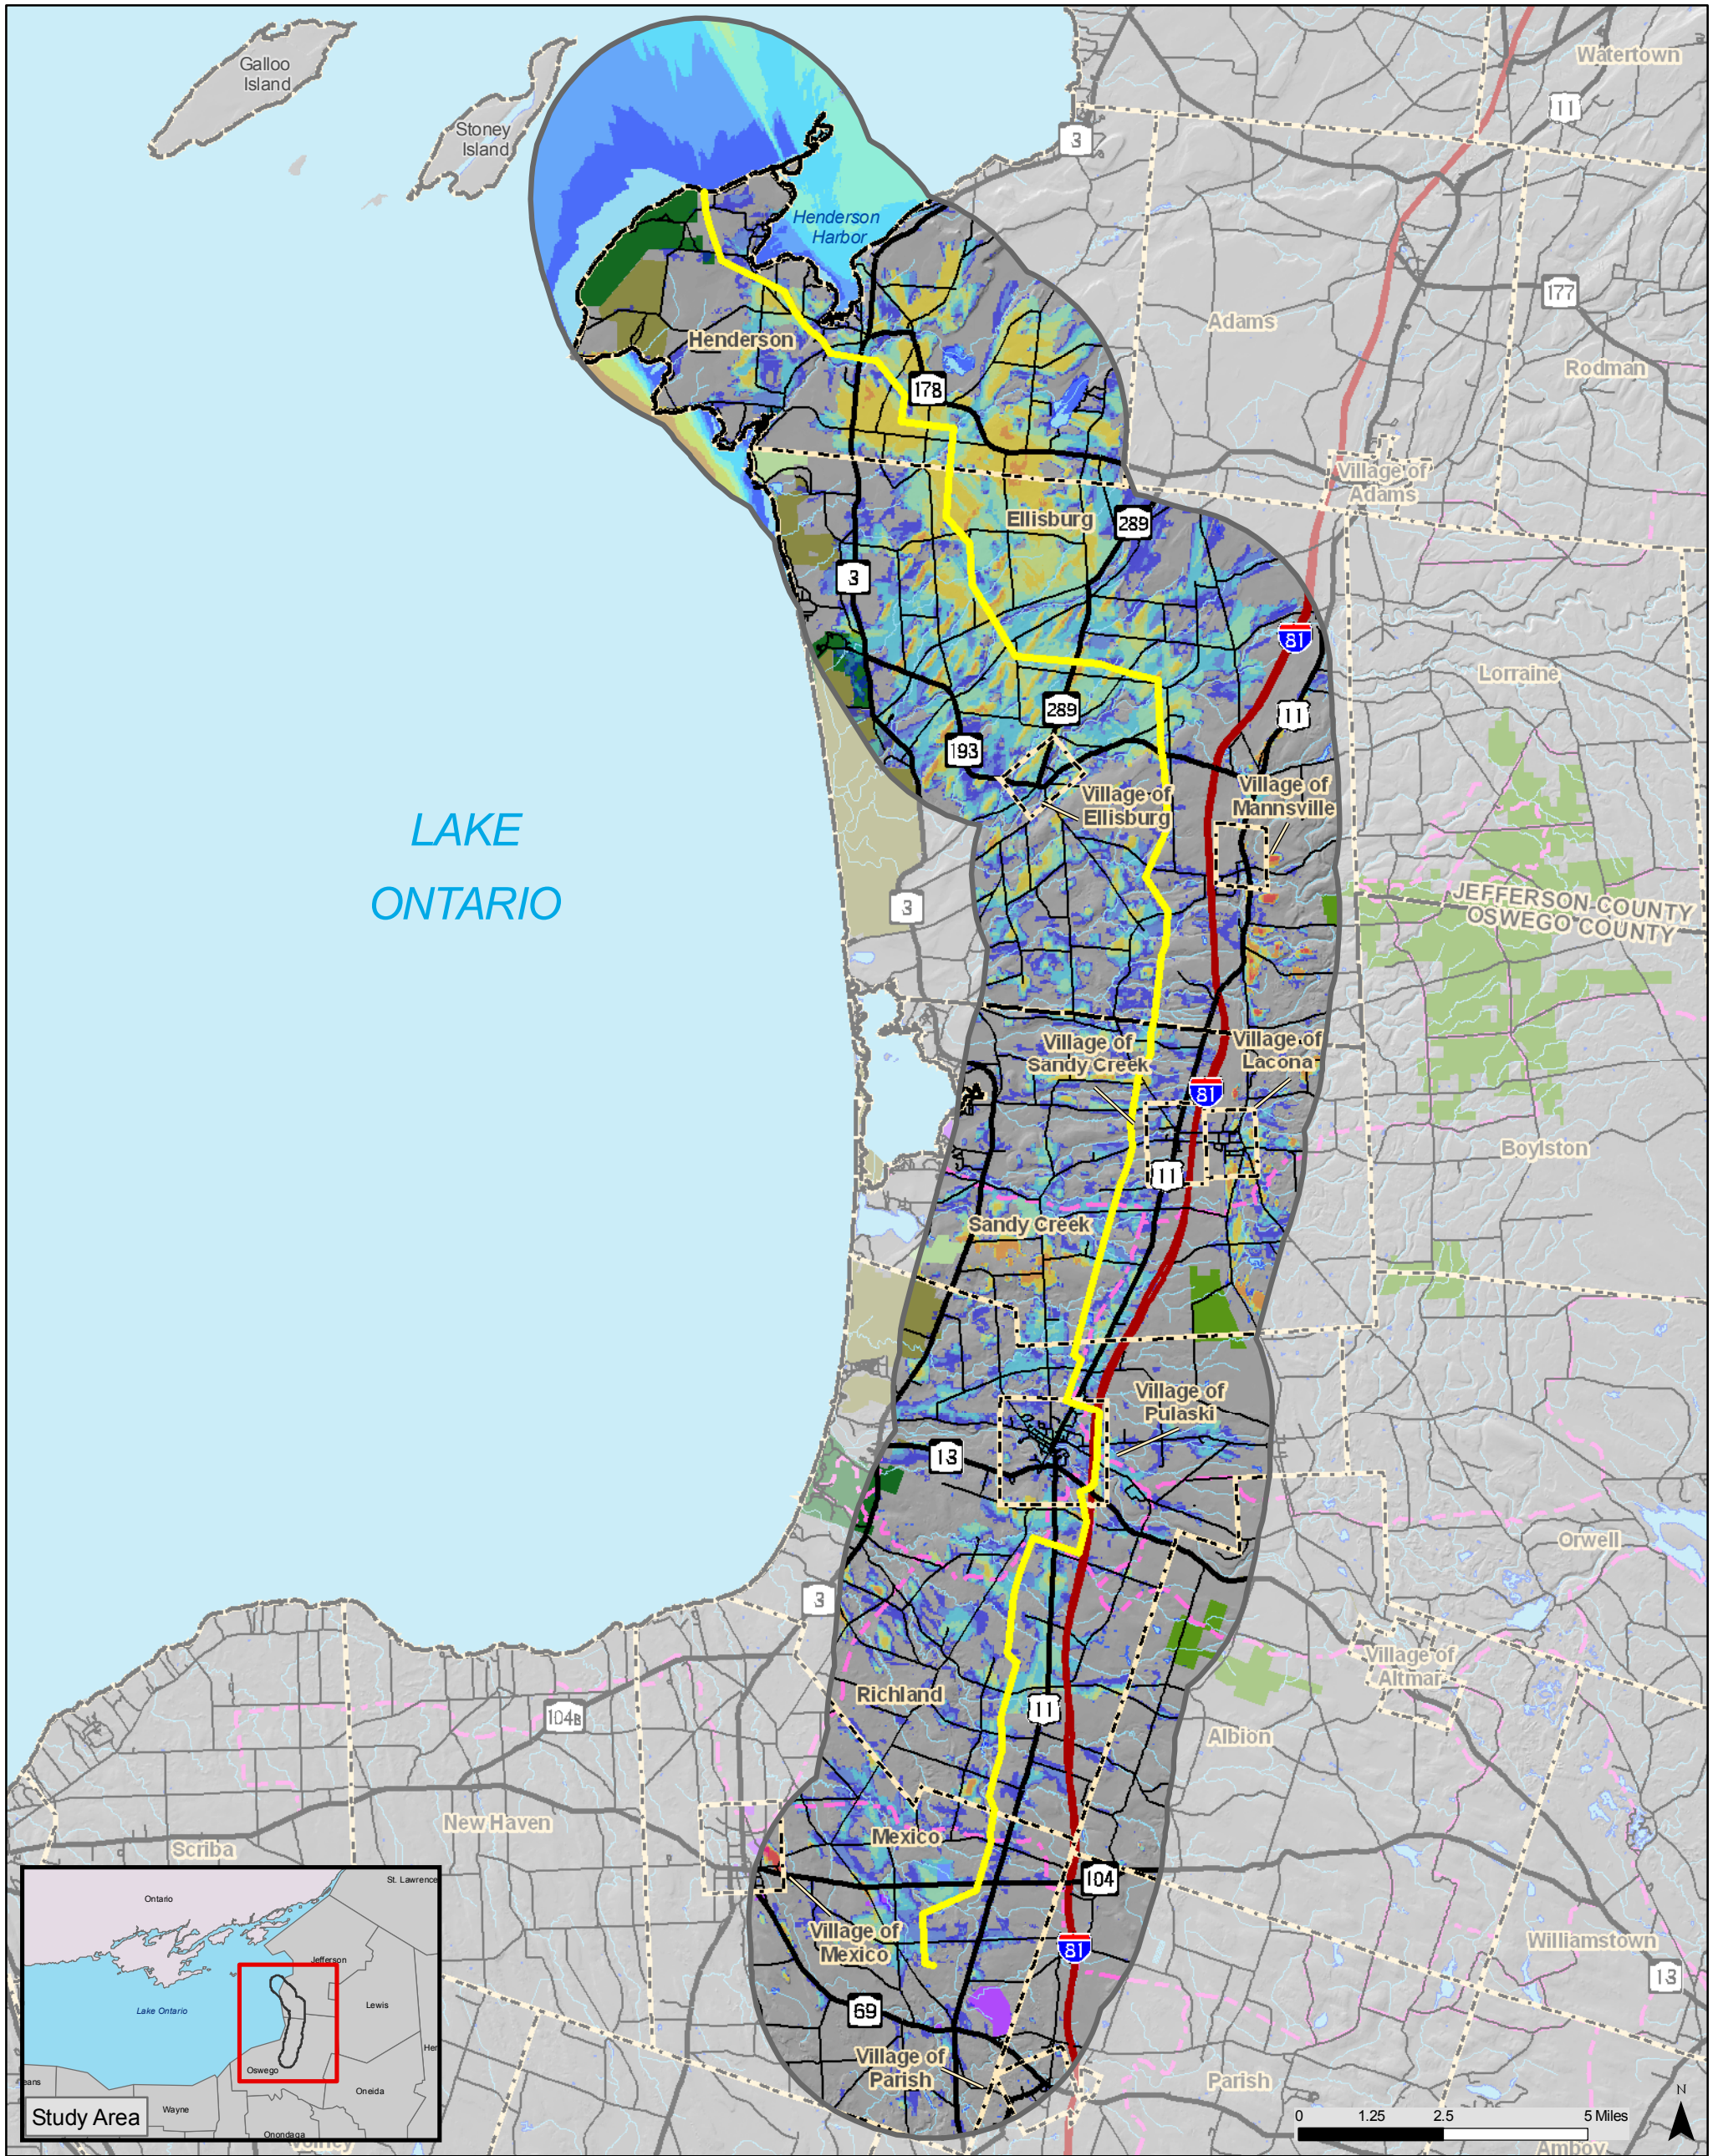 Galloo
Island
Stoney
Island
Watertown
11
3
Henderson
Harbor
177
Adams
Rodman
Henderson
178
Village of
Adams
Ellisburg
289
3
81
Lorraine
289
11
193
Village of
Ellisburg
Village of
Mannsville
LAKE
ONTARIO
3
JEFFERSON COUNTY
OSWEGO COUNTY
Village of
Sandy Creek
Village of
Lacona
81
11
Boylston
Sandy Creek
Village of
Pulaski
13
Orwell
3
Village of
Altmar
Richland
11
104B
Albion
New Haven
Scriba
Mexico
104
Village of
Mexico
81
Williamstown
13
69
Village of
Parish
Parish
Amboy
Ontario
St. Lawrence
Jefferson
Lake Ontario
Lewis
Her
Oswego
Oneida
eans
Wayne
Onondaga
Study Area
0 1.25 2.5 5 Miles
N